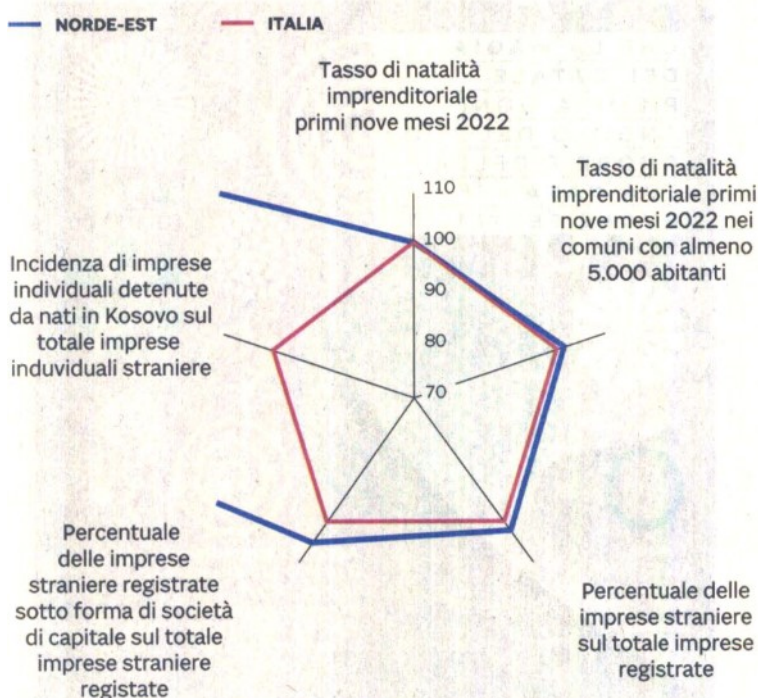 NORDE-EST
ITALIA
Tasso di natalità
imprenditoriale
primi nove mesi 2022
Tasso di natalità
imprenditoriale primi
nove mesi 2022 nei
comuni con almeno
5.000 abitanti
110
100
90
80
70
Incidenza di imprese
individuali detenute
da nati in Kosovo sul
totale imprese
induviduali straniere
Percentuale
delle imprese
straniere registrate
sotto forma di società
di capitale sul totale
imprese straniere
registate
Percentuale delle
imprese straniere
sul totale imprese
registrate